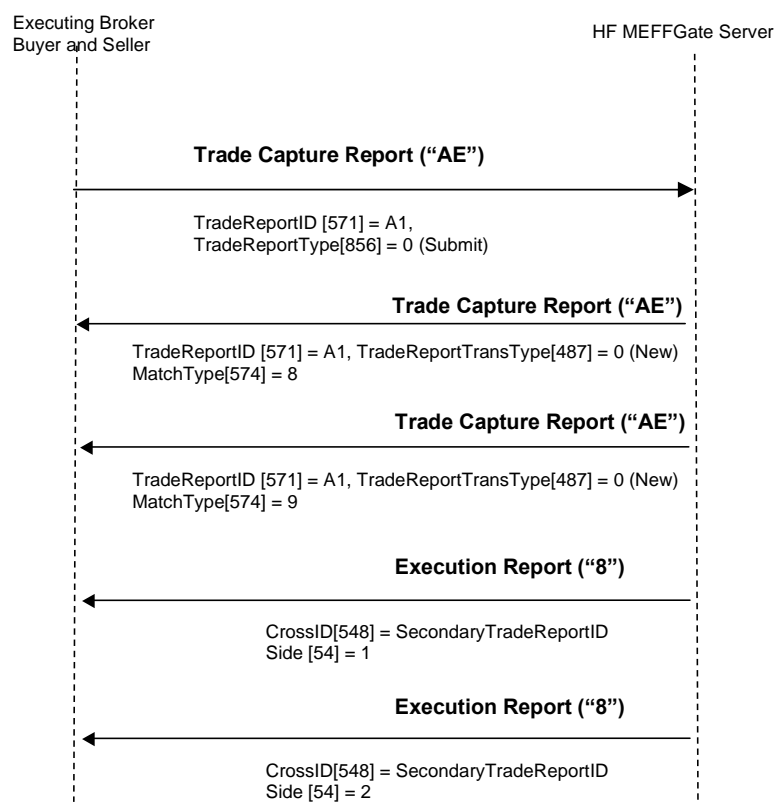 Executing Broker
Buyer and Seller
HF MEFFGate Server
Trade Capture Report (“AE”)
TradeReportID [571] = A1,
TradeReportType[856] = 0 (Submit)
Trade Capture Report (“AE”)
TradeReportID [571] = A1, TradeReportTransType[487] = 0 (New)
MatchType[574] = 8
Trade Capture Report (“AE”)
TradeReportID [571] = A1, TradeReportTransType[487] = 0 (New)
MatchType[574] = 9
Execution Report (“8”)
CrossID[548] = SecondaryTradeReportID
Side [54] = 1
Execution Report (“8”)
CrossID[548] = SecondaryTradeReportID
Side [54] = 2